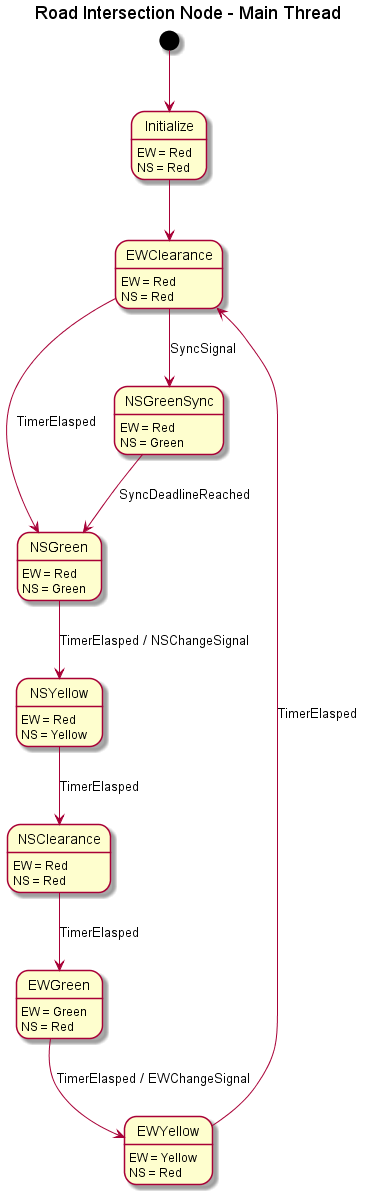 Road Intersection Node - Main Thread
Initialize
EW = Red
NS = Red
EWClearance
EW = Red
NS = Red
SyncSignal
TimerElasped
NSGreenSync
EW = Red
NS = Green
SyncDeadlineReached
NSGreen
EW = Red
NS = Green
TimerElasped / NSChangeSignal
NSYellow
EW = Red
NS = Yellow
TimerElasped
TimerElasped
NSClearance
EW = Red
NS = Red
TimerElasped
EWGreen
EW = Green
NS = Red
TimerElasped / EWChangeSignal
EWYellow
EW = Yellow
NS = Red